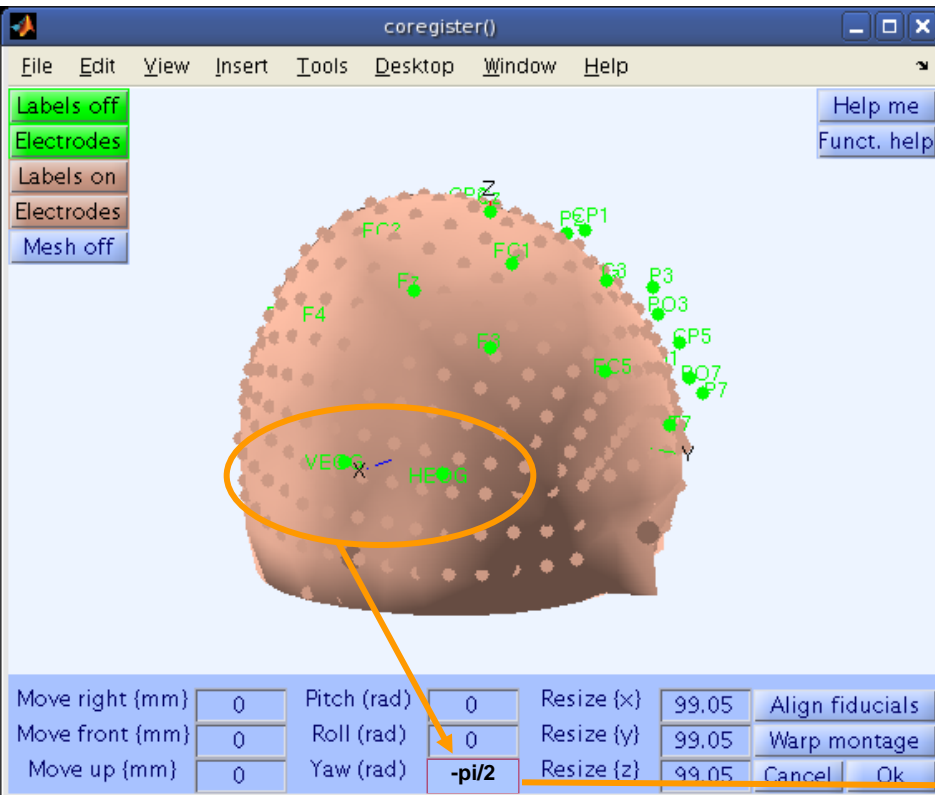 coregister()
File Edit View Insert Tools Desktop Window Help
Labels off
Electrodes
Labels on
Electrodes
Mesh off
Help me
Funct. help
Z
CP1
FC2
FC1
P3
Fz
F4
PO3
F3
CP5
FC5
PO7
P7
Y
VEOG
X
HEOG
Move right {mm} 0 Pitch (rad) 0 Resize {x} 99.05 Align fiducials
Move front {mm} 0 Roll (rad) 0 Resize {y} 99.05 Warp montage
Move up {mm} 0 Yaw (rad) -pi/2 Resize {z} 99.05 Cancel Ok